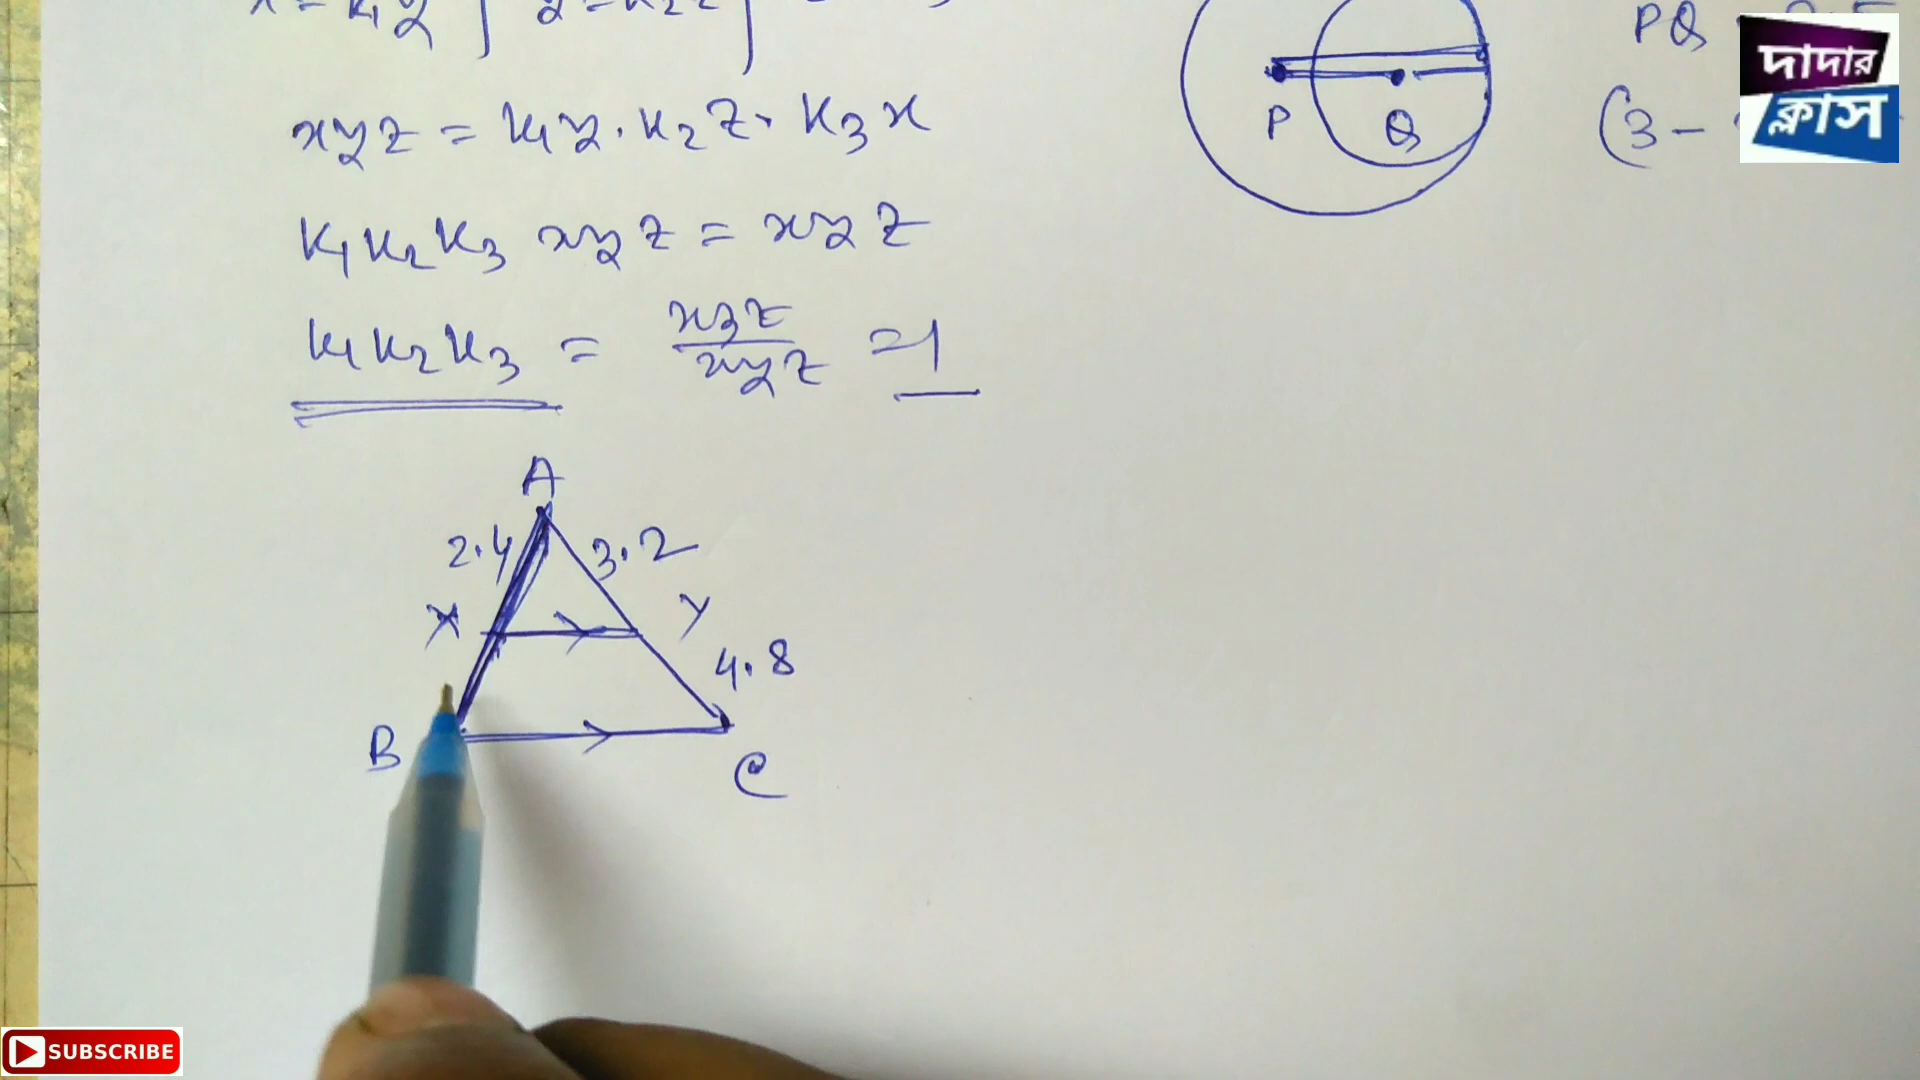 xyz = k₁y · k₂z · k₃x
k₁k₂k₃ xyz = xyz
k₁k₂k₃ = xyz/xyz = 1
P Q
PQ
(3 -
দাদার
ক্লাস
A
2.4 3.2
X Y
4.8
B C
SUBSCRIBE